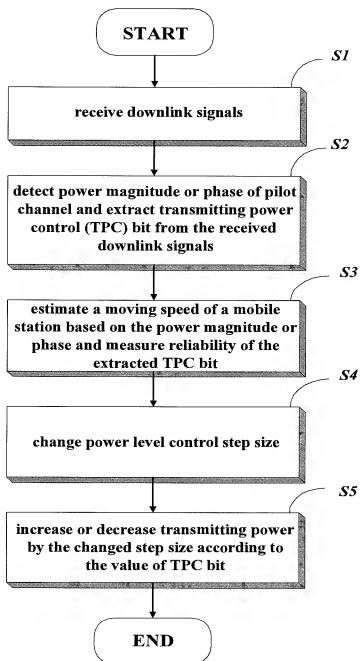 START
S1
receive downlink signals
S2
detect power magnitude or phase of pilot
channel and extract transmitting power
control (TPC) bit from the received
downlink signals
S3
estimate a moving speed of a mobile
station based on the power magnitude or
phase and measure reliability of the
extracted TPC bit
S4
change power level control step size
S5
increase or decrease transmitting power
by the changed step size according to
the value of TPC bit
END